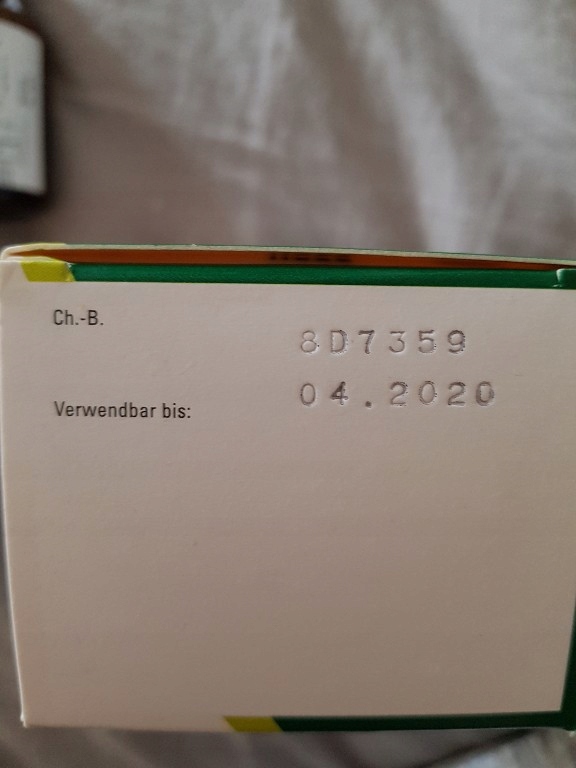 Ch.-B.
8D7359
Verwendbar bis:
04.2020